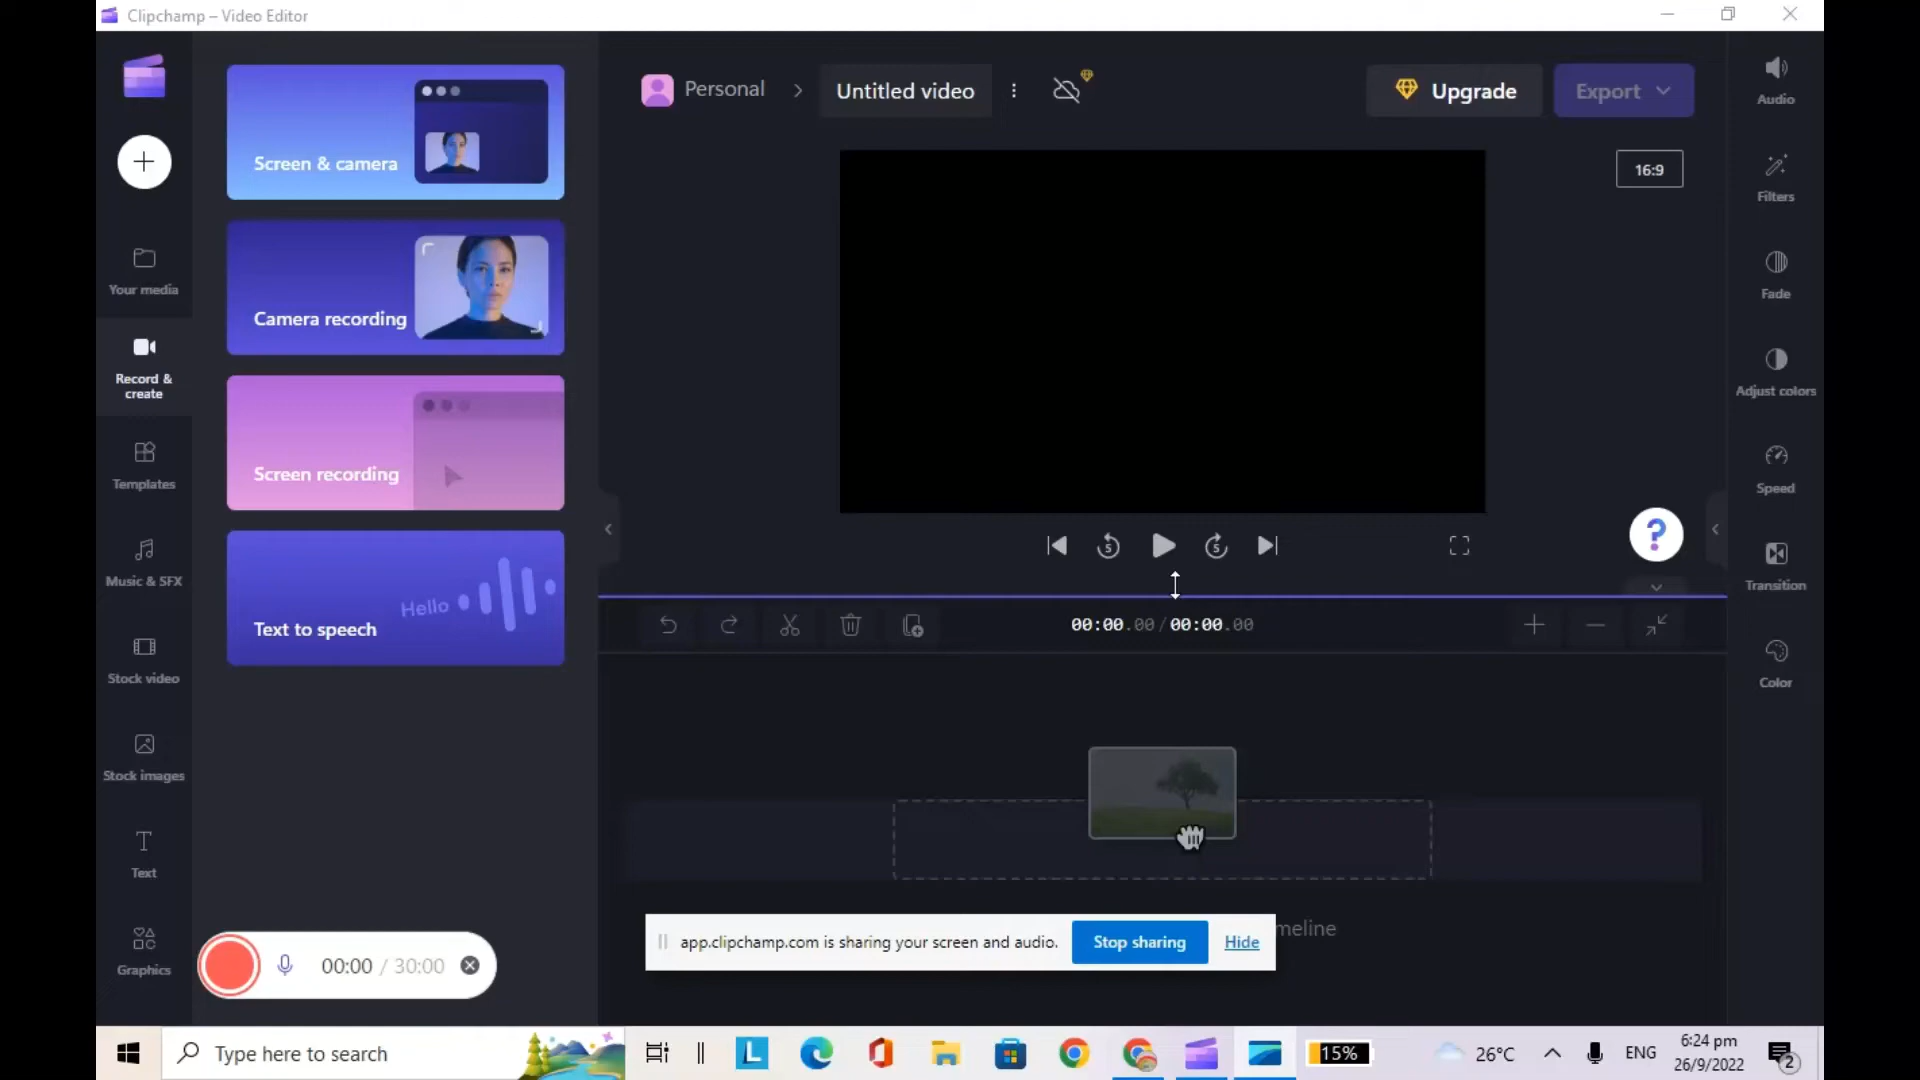 Clipchamp – Video Editor
Personal
Untitled video
Upgrade
Export
Audio
16:9
Filters
Fade
Adjust colors
Speed
Transition
Color
Your media
Record &
create
Templates
Music & SFX
Stock video
Stock images
Text
Graphics
Screen & camera
Camera recording
Screen recording
Hello
Text to speech
5
5
?
00:00.00 / 00:00.00
meline
app.clipchamp.com is sharing your screen and audio.
Stop sharing
Hide
00:00 / 30:00
Type here to search
L
15%
26°C
ENG
6:24 pm
26/9/2022
2